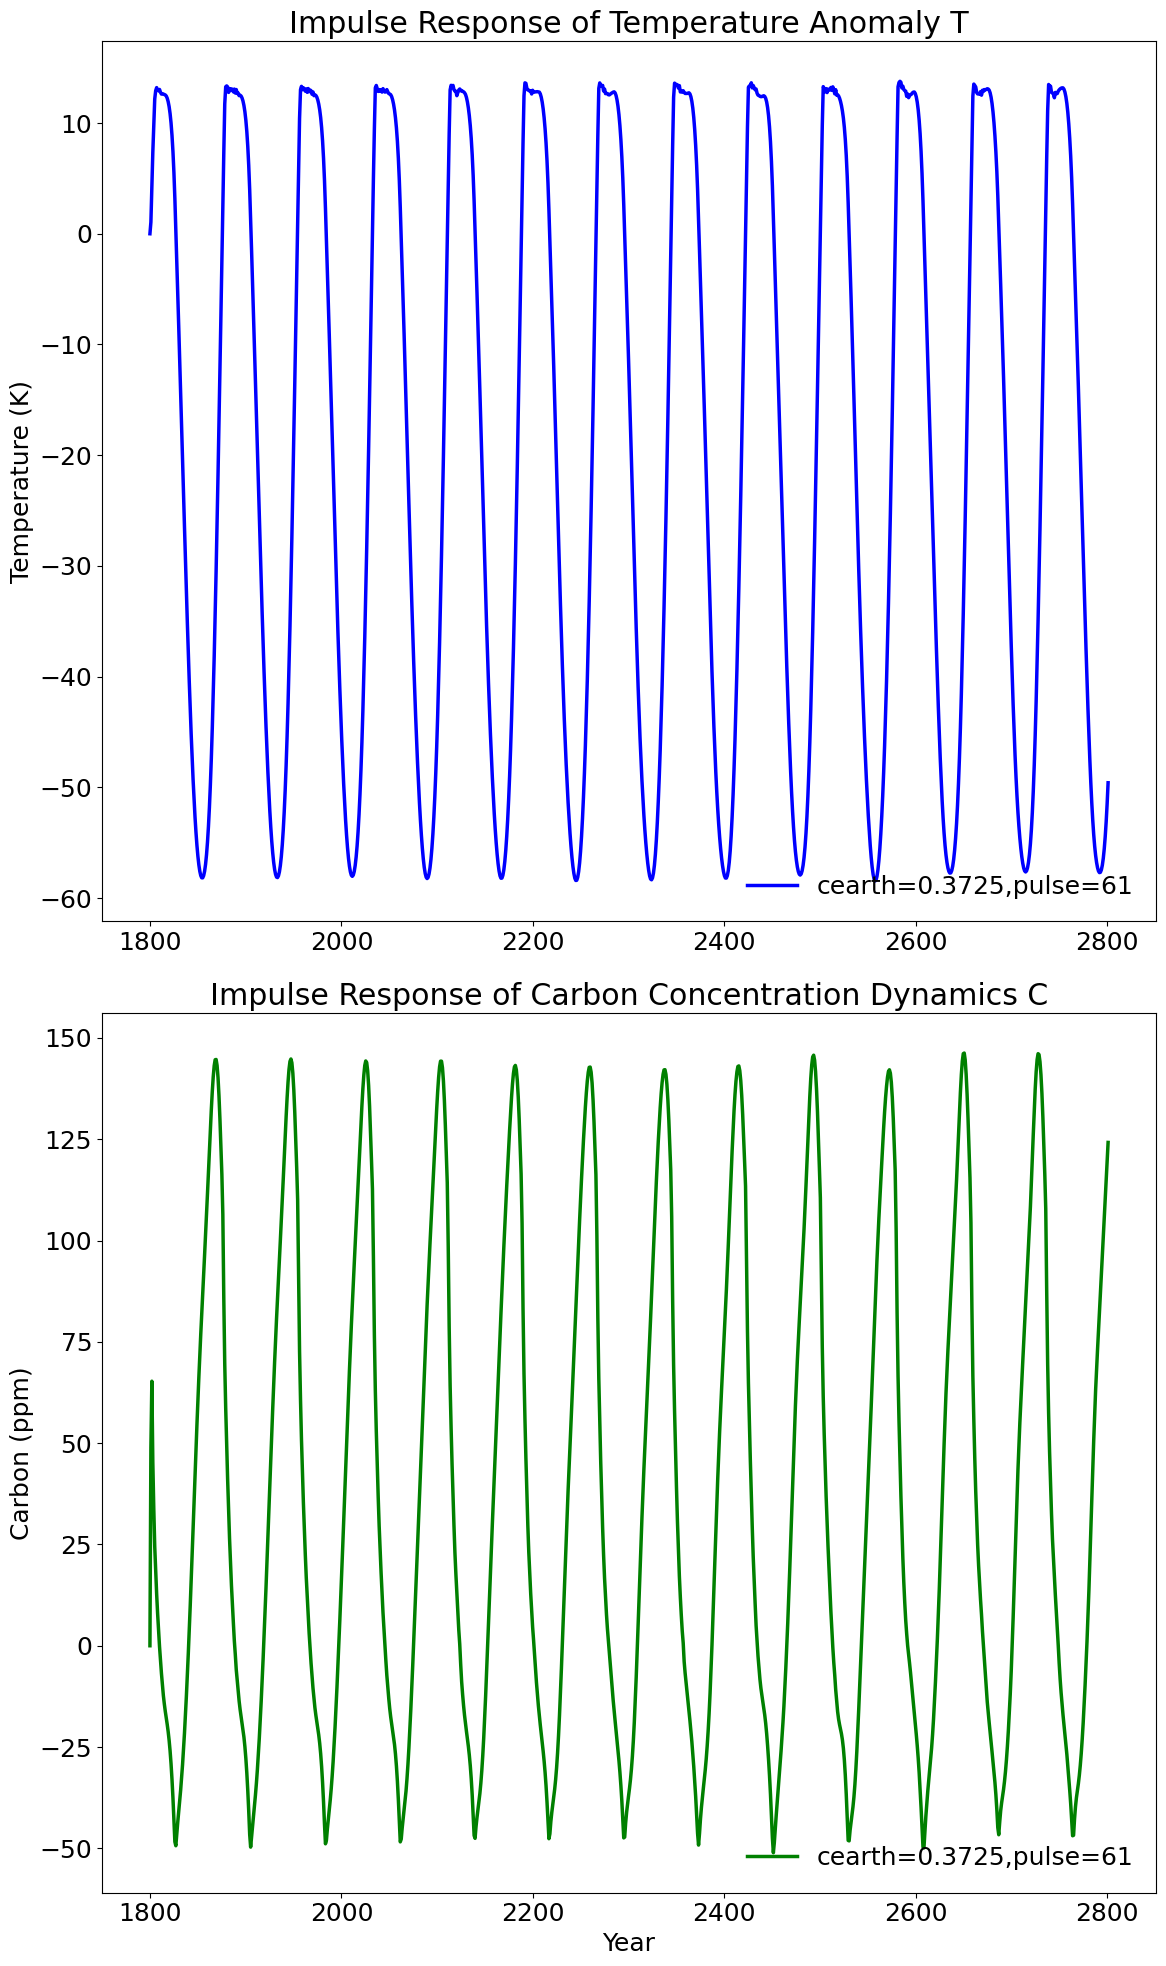 Impulse Response of Temperature Anomaly T
10
0
−10
−20
−30
−40
−50
−60
Temperature (K)
cearth=0.3725,pulse=61
1800 2000 2200 2400 2600 2800
Impulse Response of Carbon Concentration Dynamics C
150
125
100
75
50
25
0
−25
−50
Carbon (ppm)
cearth=0.3725,pulse=61
1800 2000 2200 2400 2600 2800
Year